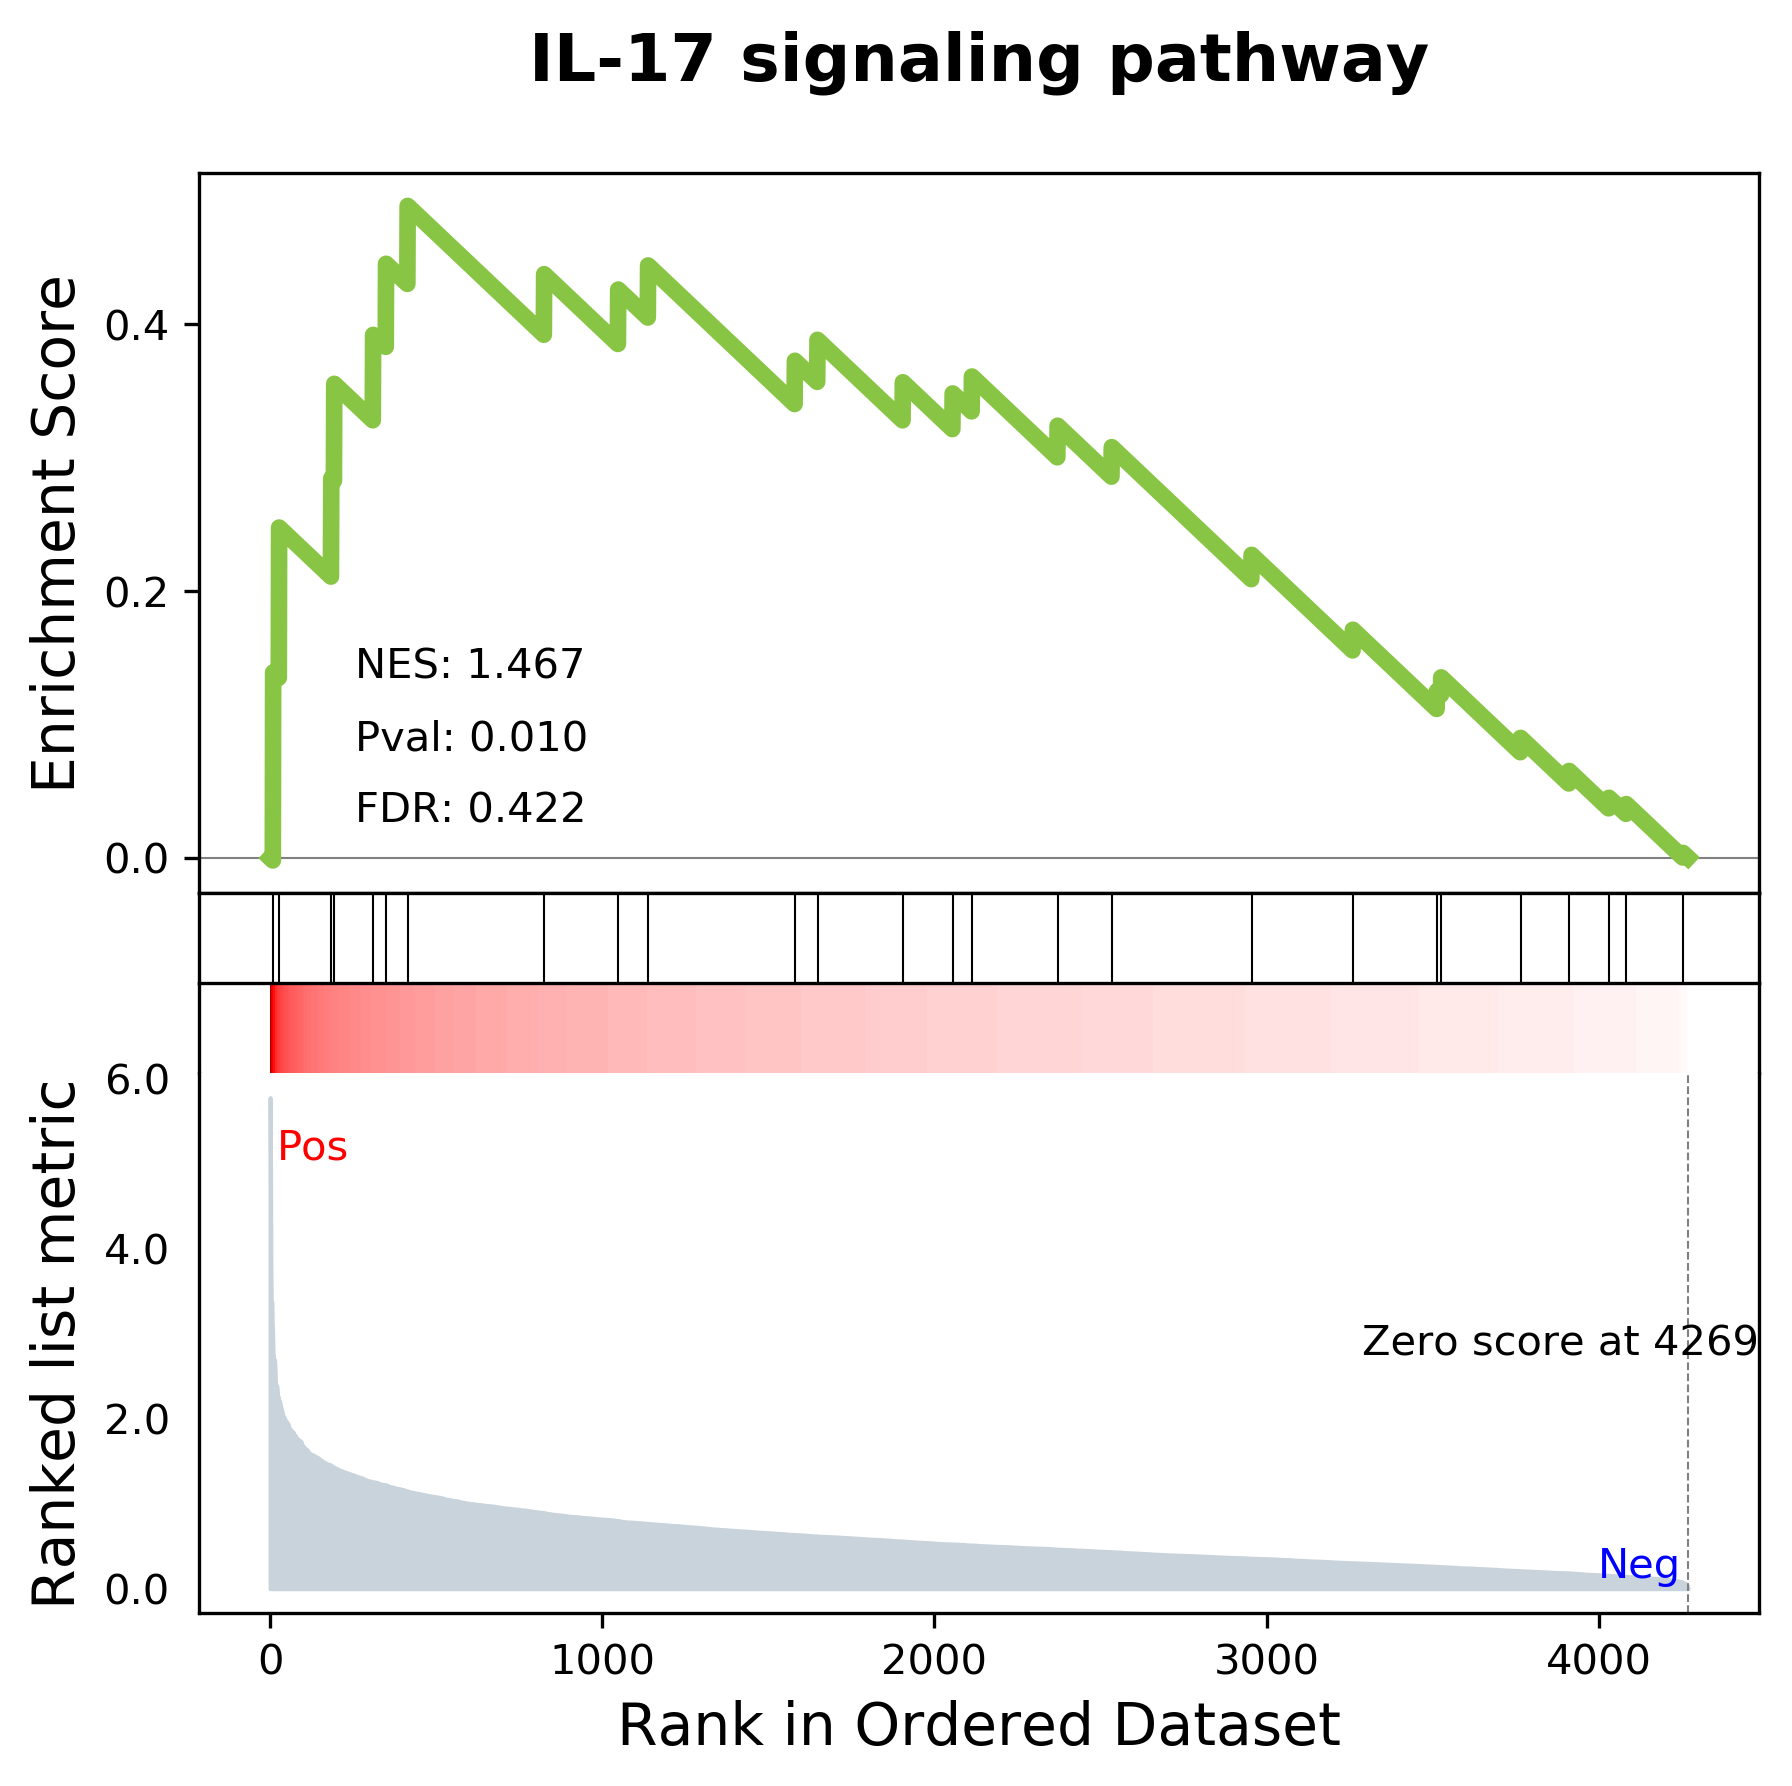 IL-17 signaling pathway
Enrichment Score
0.4
0.2
0.0
NES: 1.467
Pval: 0.010
FDR: 0.422
Ranked list metric
6.0
4.0
2.0
0.0
Pos
Zero score at 4269
Neg
0 1000 2000 3000 4000
Rank in Ordered Dataset